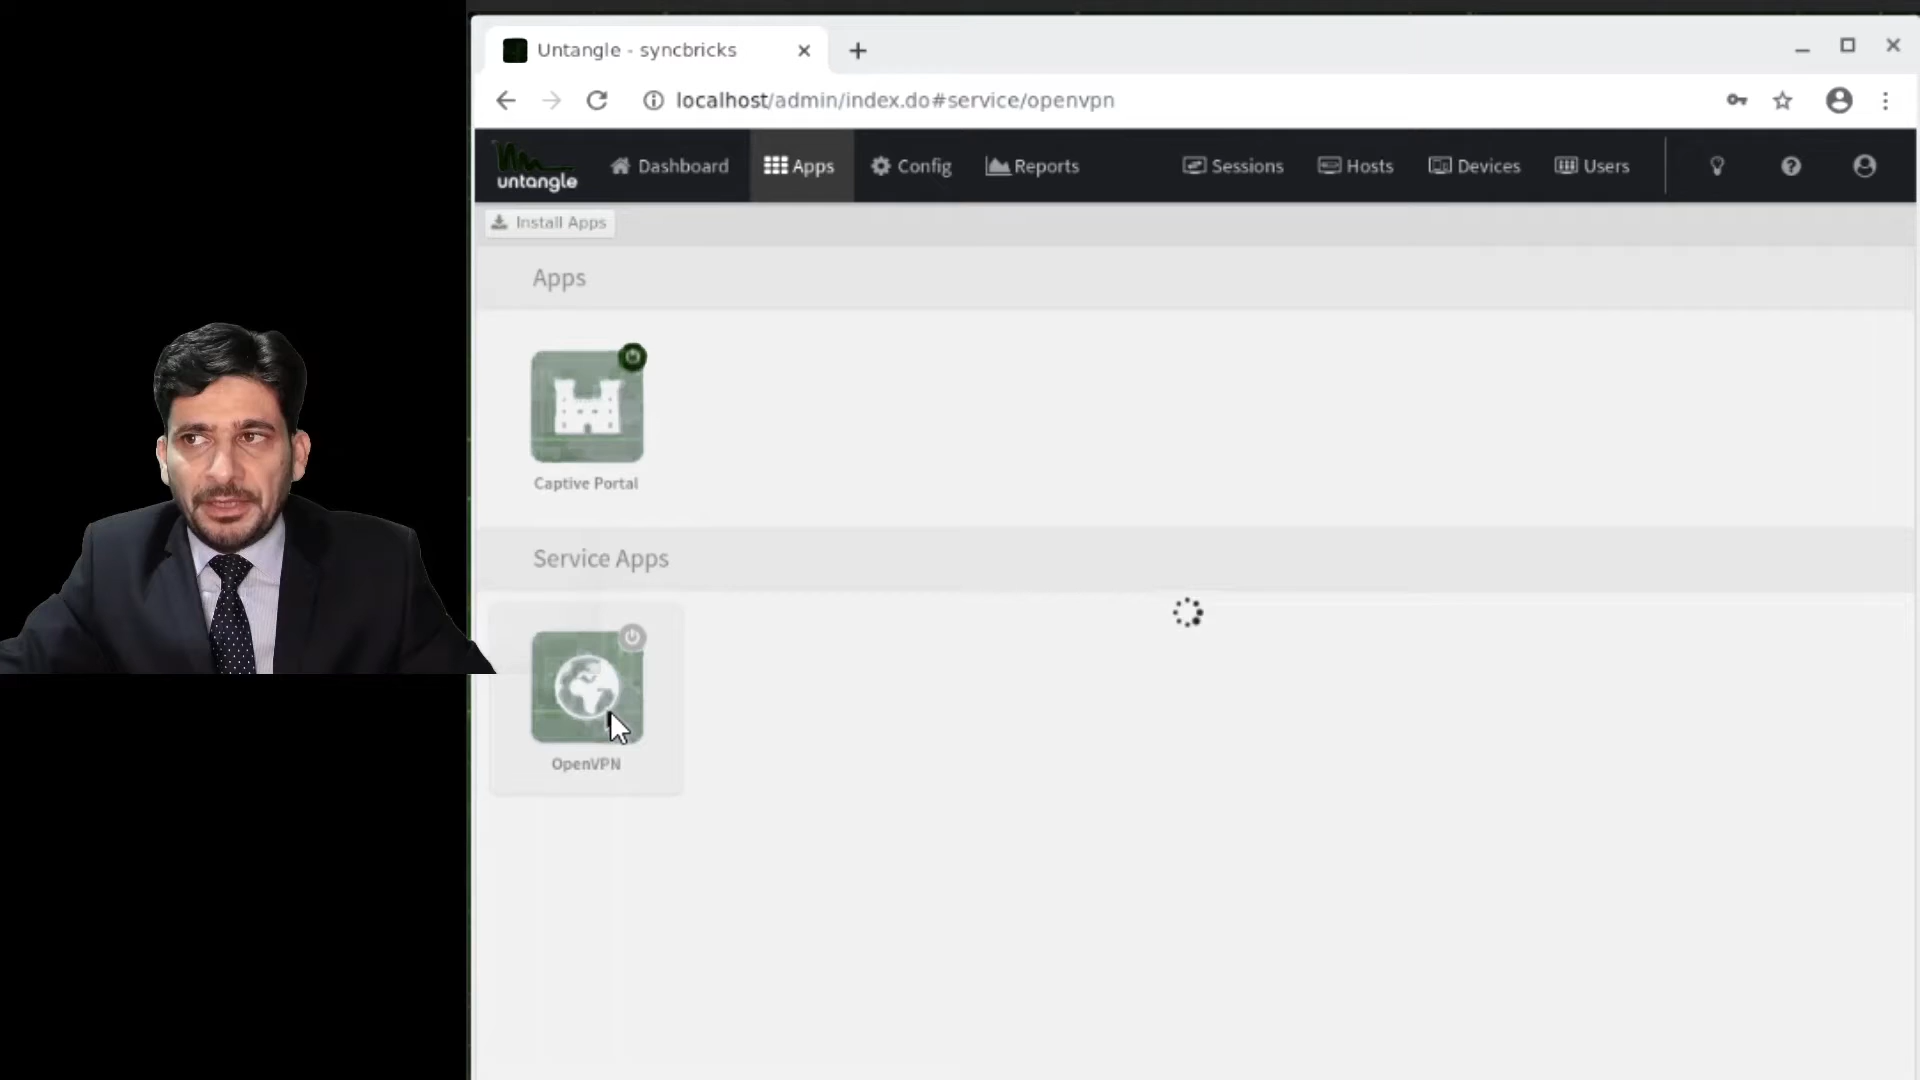 Untangle - syncbricks
localhost/admin/index.do#service/openvpn
untangle
Dashboard
Apps
Config
Reports
Sessions
Hosts
Devices
Users
Install Apps
Apps
Captive Portal
Service Apps
OpenVPN